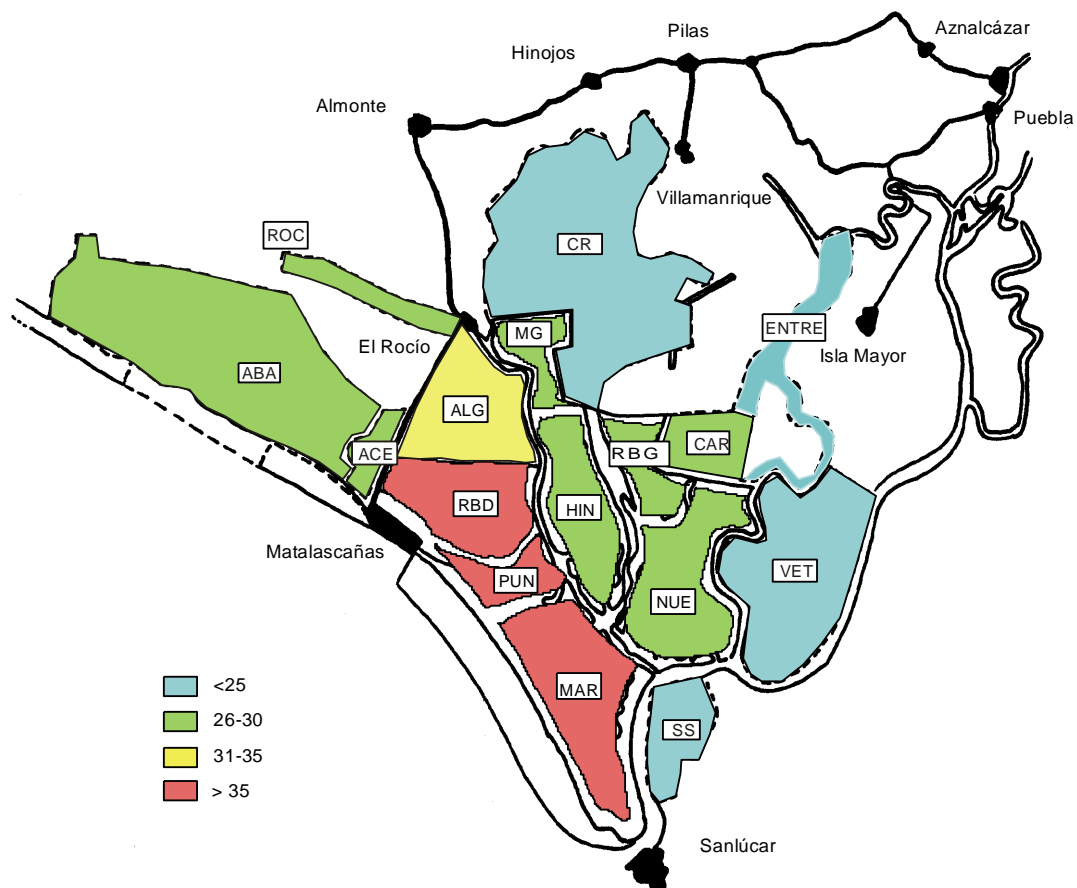 Aznalcázar
Pilas
Hinojos
Almonte
Puebla
Villamanrique
ROC
CR
ENTRE
MG
El Rocío
Isla Mayor
ABA
ALG
CAR
ACE
RBG
RBD
HIN
Matalascañas
PUN
VET
NUE
MAR
SS
<25
26-30
31-35
> 35
Sanlúcar